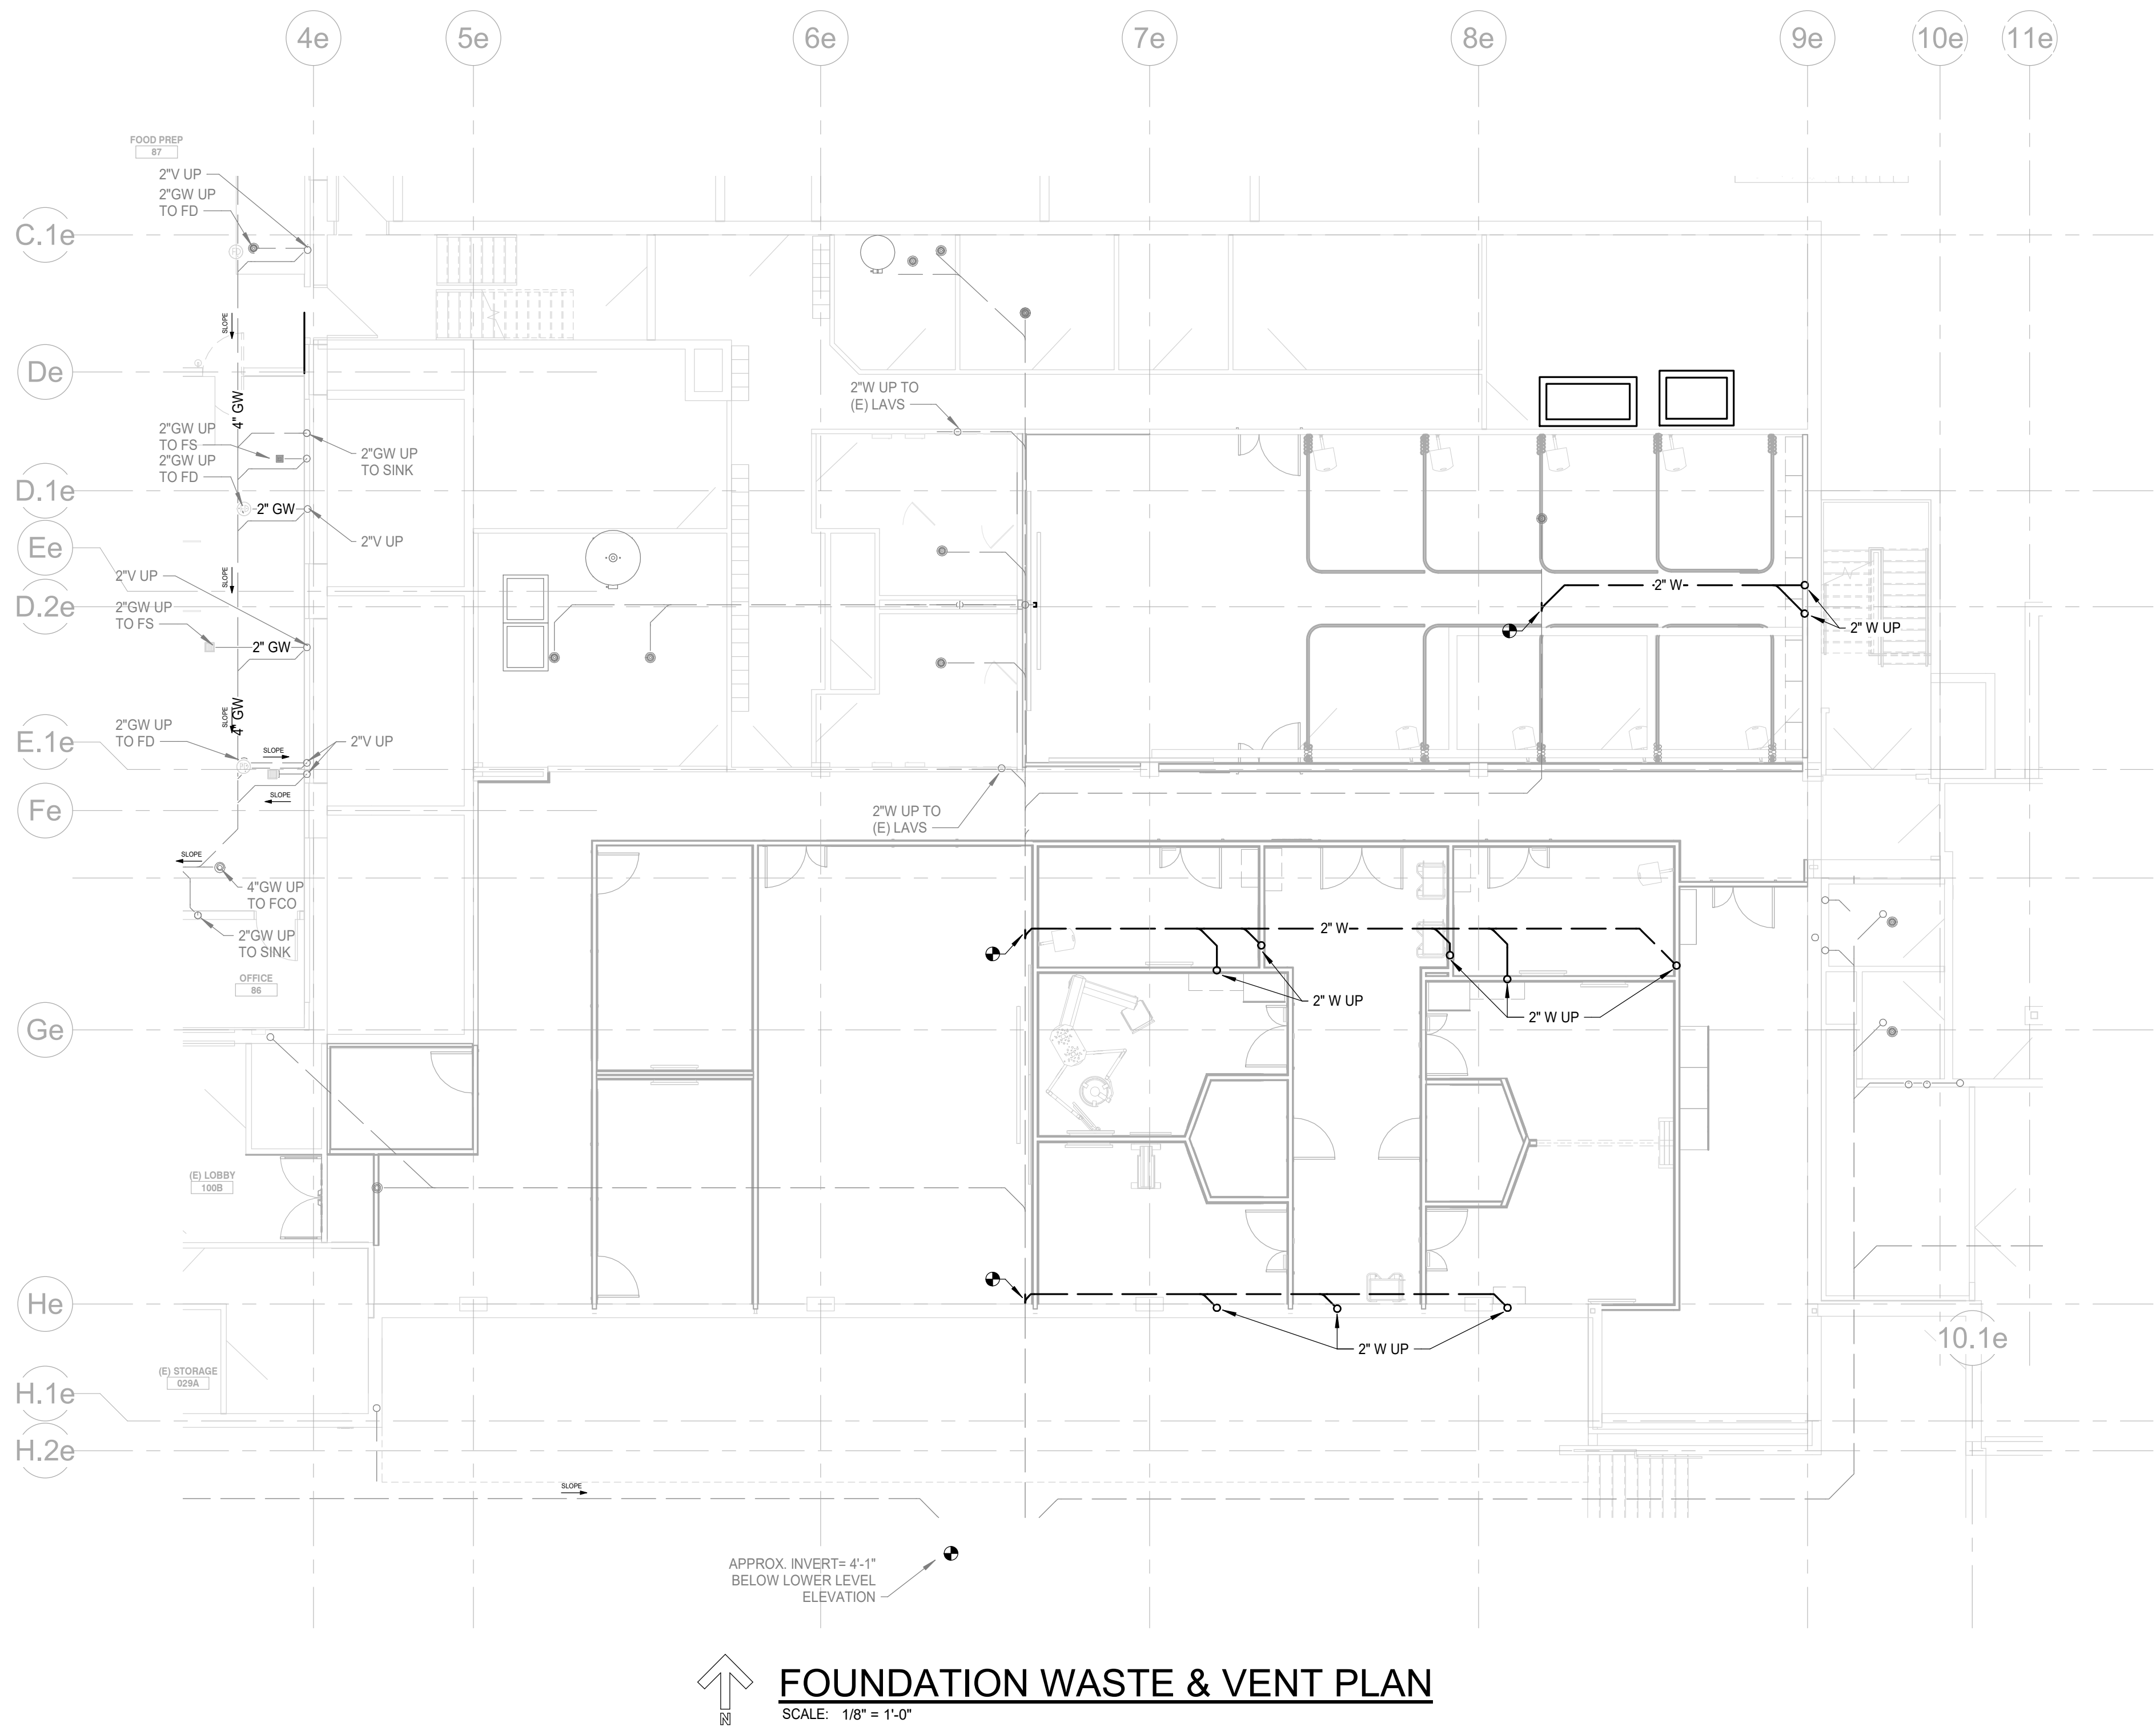 4e
5e
6e
7e
8e
9e
10e
11e
FOOD PREP
87
2"V UP
2"GW UP
TO FD
C.1e
FD
SLOPE
De
4" GW
2"W UP TO
(E) LAVS
2"GW UP
TO FS
2"GW UP
TO FD
2"GW UP
TO SINK
D.1e
2" GW
2"V UP
Ee
2"V UP
SLOPE
2" W
D.2e
2"GW UP
TO FS
2" W UP
2" GW
4" GW
SLOPE
2"GW UP
TO FD
E.1e
SLOPE
2"V UP
SLOPE
Fe
2"W UP TO
(E) LAVS
SLOPE
4"GW UP
TO FCO
2"GW UP
TO SINK
2" W
OFFICE
86
2" W UP
2" W UP
Ge
(E) LOBBY
100B
He
10.1e
2" W UP
(E) STORAGE
029A
H.1e
H.2e
SLOPE
APPROX. INVERT= 4'-1"
BELOW LOWER LEVEL
ELEVATION
N
FOUNDATION WASTE & VENT PLAN
SCALE: 1/8" = 1'-0"